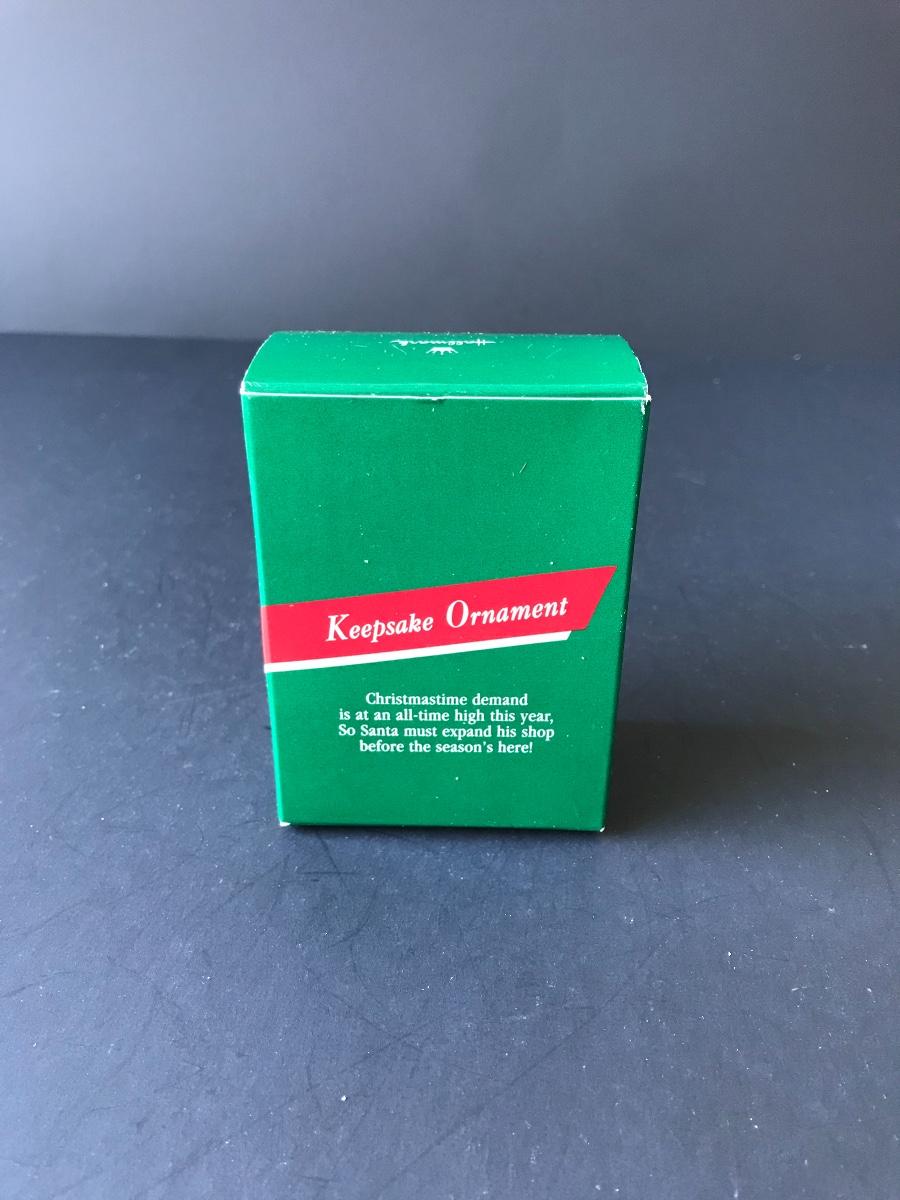 Hallmark
Keepsake Ornament
Christmastime demand
is at an all-time high this year,
So Santa must expand his shop
before the season's here!